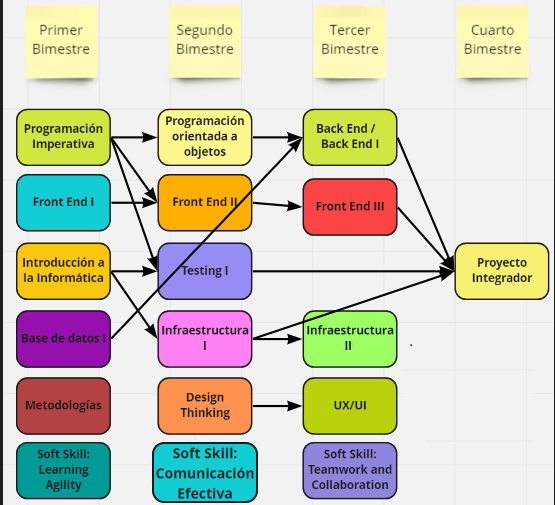 Primer
Bimestre
Segundo
Bimestre
Tercer
Bimestre
Cuarto
Bimestre
Programación
Imperativa
Programación
orientada a
objetos
Back End /
Back End I
Front End I
Front End II
Front End III
Introducción a
la Informática
Testing I
Proyecto
Integrador
Base de datos I
Infraestructura
I
Infraestructura
II
Metodologías
Design
Thinking
UX/UI
Soft Skill:
Learning
Agility
Soft Skill:
Comunicación
Efectiva
Soft Skill:
Teamwork and
Collaboration